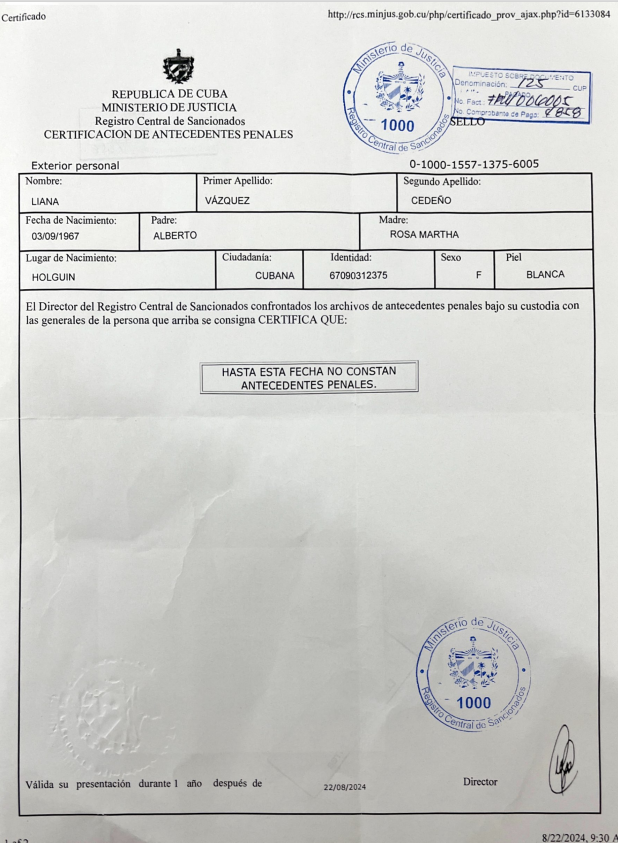 Certificado
http://rcs.minjus.gob.cu/php/certificado_prov_ajax.php?id=6133084
REPUBLICA DE CUBA
MINISTERIO DE JUSTICIA
Registro Central de Sancionados
CERTIFICACION DE ANTECEDENTES PENALES
Ministerio de Justicia
1000
Registro Central de Sancionados
IMPUESTO SOBRE DOCUMENTO
Denominación: 125 CUP
PAGADO
No. Fact:
No. Comprobante de Pago: 8858
SELLO
Exterior personal
0-1000-1557-1375-6005
Nombre: Primer Apellido: Segundo Apellido:
LIANA VÁZQUEZ CEDEÑO
Fecha de Nacimiento: Padre: Madre:
03/09/1967 ALBERTO ROSA MARTHA
Lugar de Nacimiento: Ciudadanía: Identidad: Sexo Piel
HOLGUIN CUBANA 67090312375 F BLANCA
El Director del Registro Central de Sancionados confrontados los archivos de antecedentes penales bajo su custodia con
las generales de la persona que arriba se consigna CERTIFICA QUE:
HASTA ESTA FECHA NO CONSTAN
ANTECEDENTES PENALES.
Ministerio de Justicia
1000
Registro Central de Sancionados
Válida su presentación durante 1 año después de 22/08/2024 Director
8/22/2024, 9:30 A